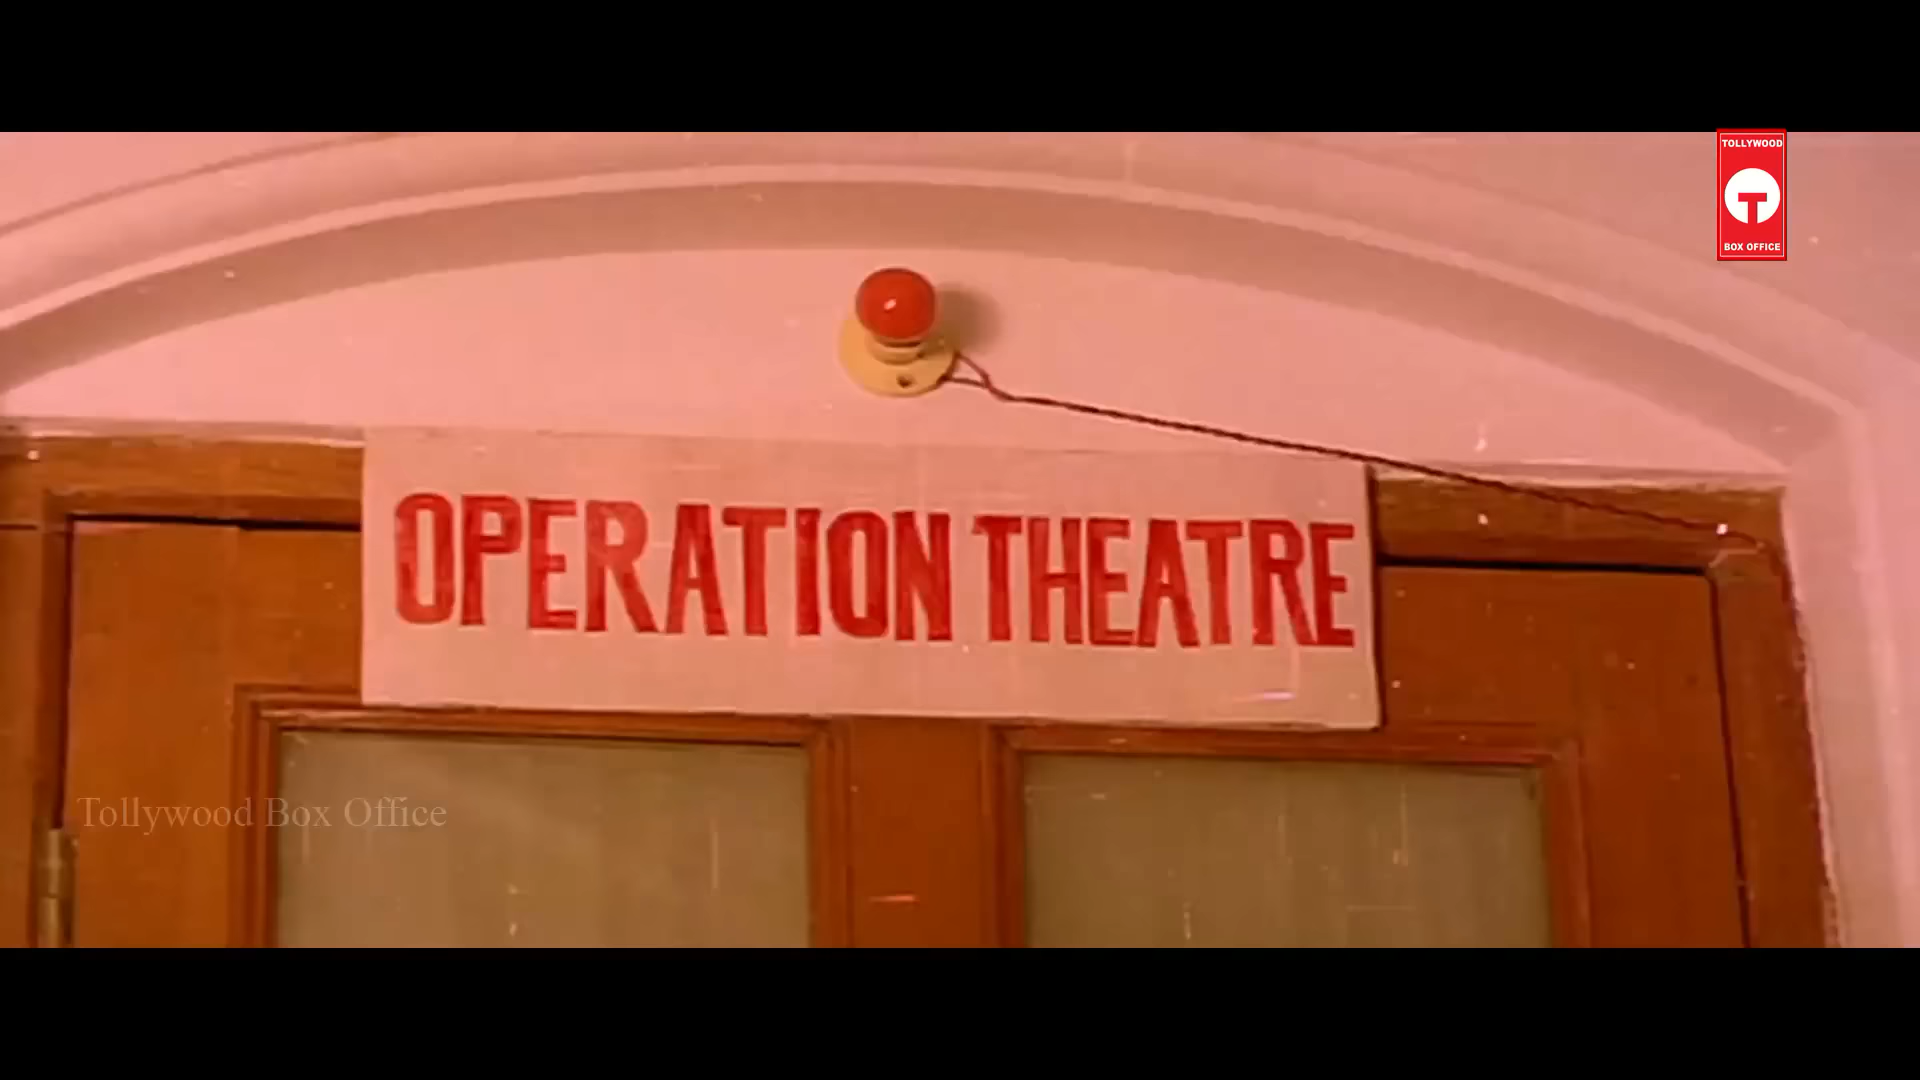 TOLLYWOOD
T
BOX OFFICE
OPERATION THEATRE
Tollywood Box Office